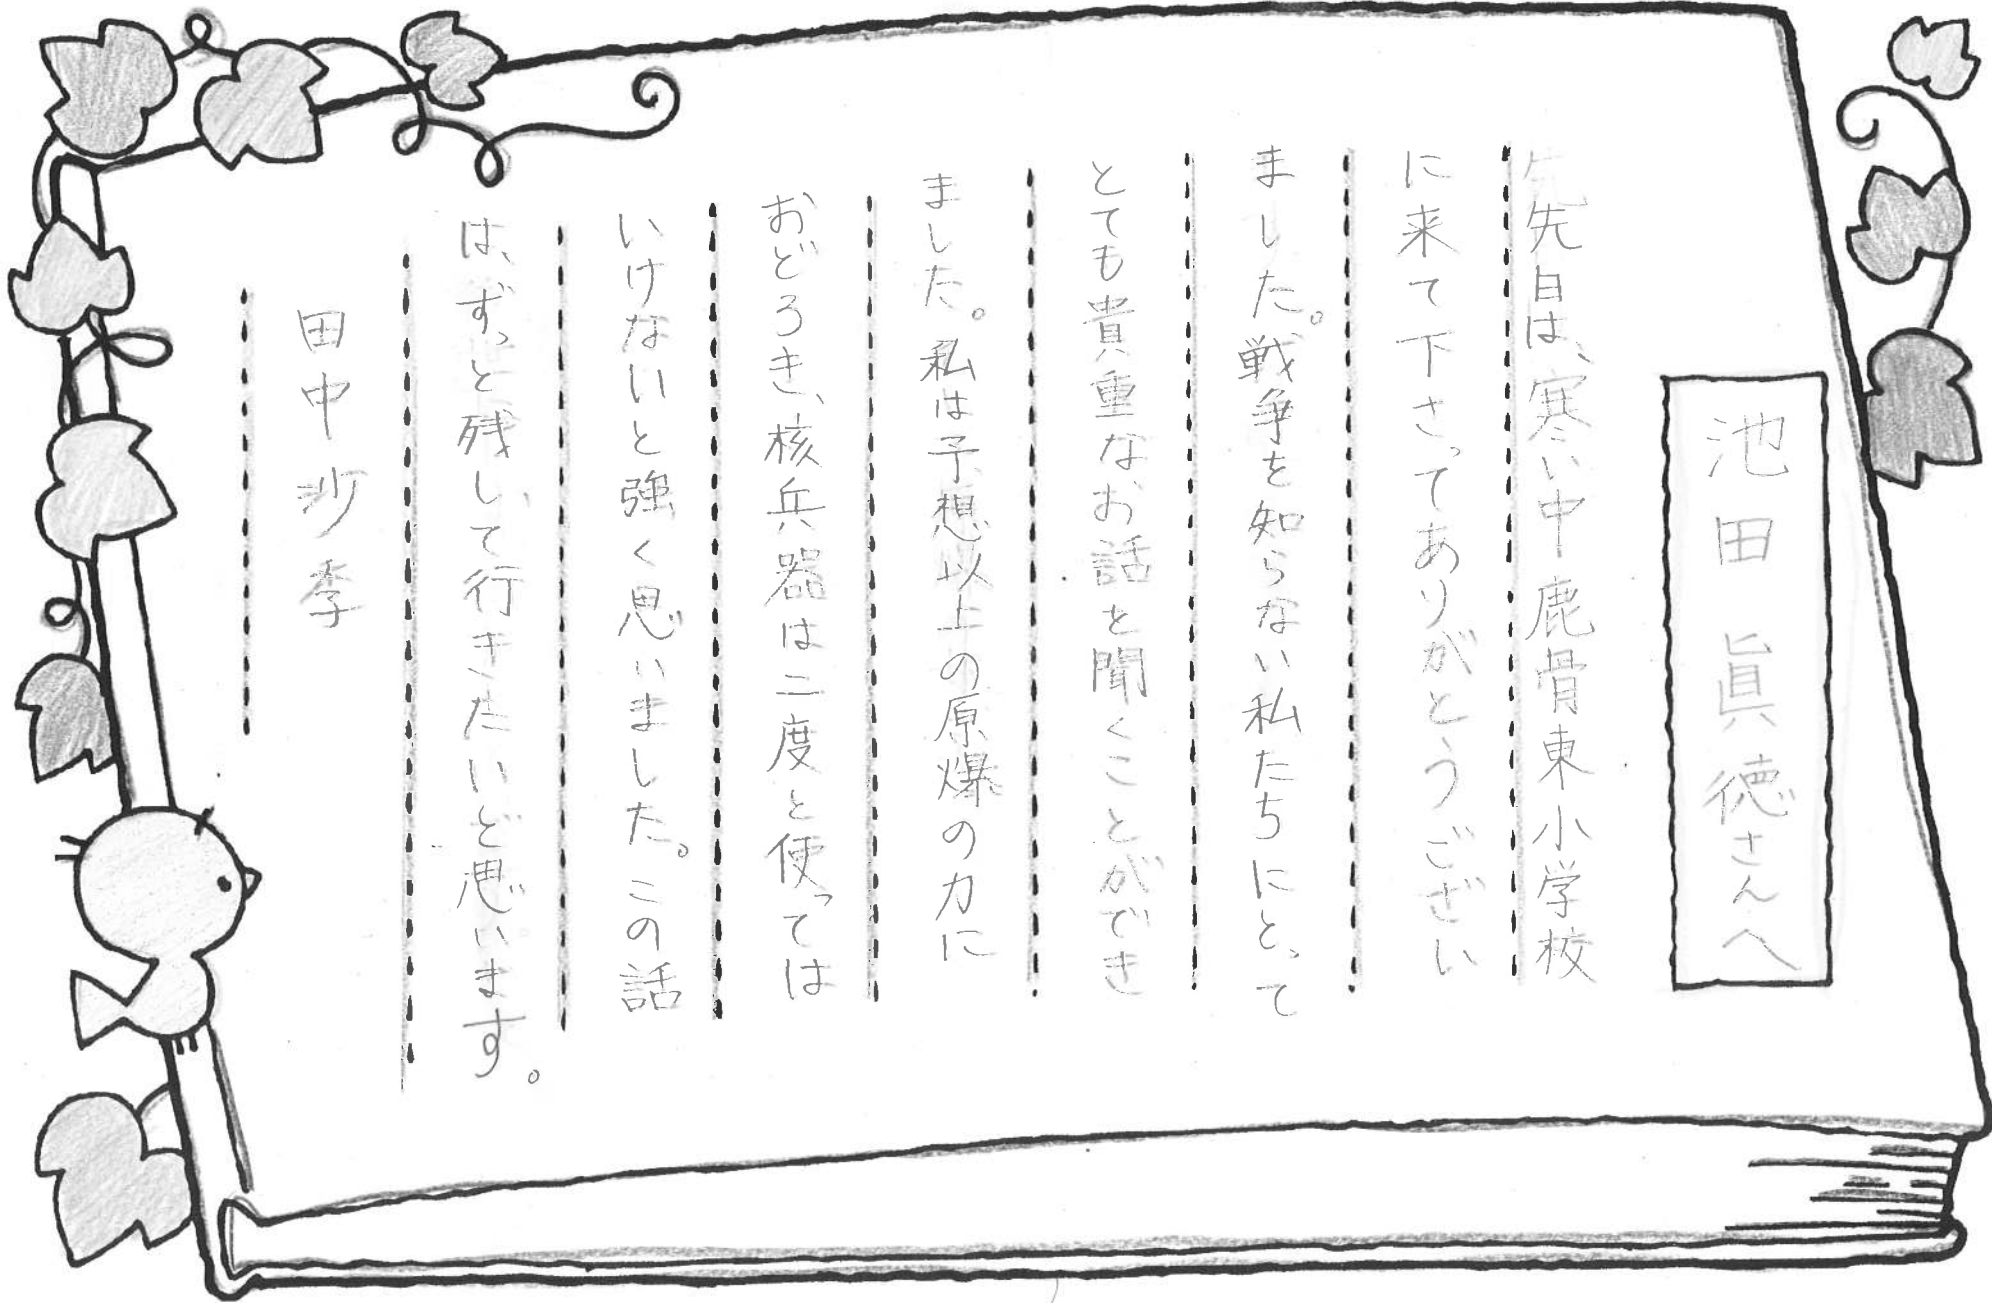 池田眞徳さんへ
先日は、寒い中鹿骨東小学校
に来て下さってありがとうござい
ました。戦争を知らない私たちにとって
とても貴重なお話を聞くことができ
ました。私は予想以上の原爆の力に
おどろき、核兵器は二度と使っては
いけないと強く思いました。この話
は、ずっと残して行きたいと思います。
田中沙季